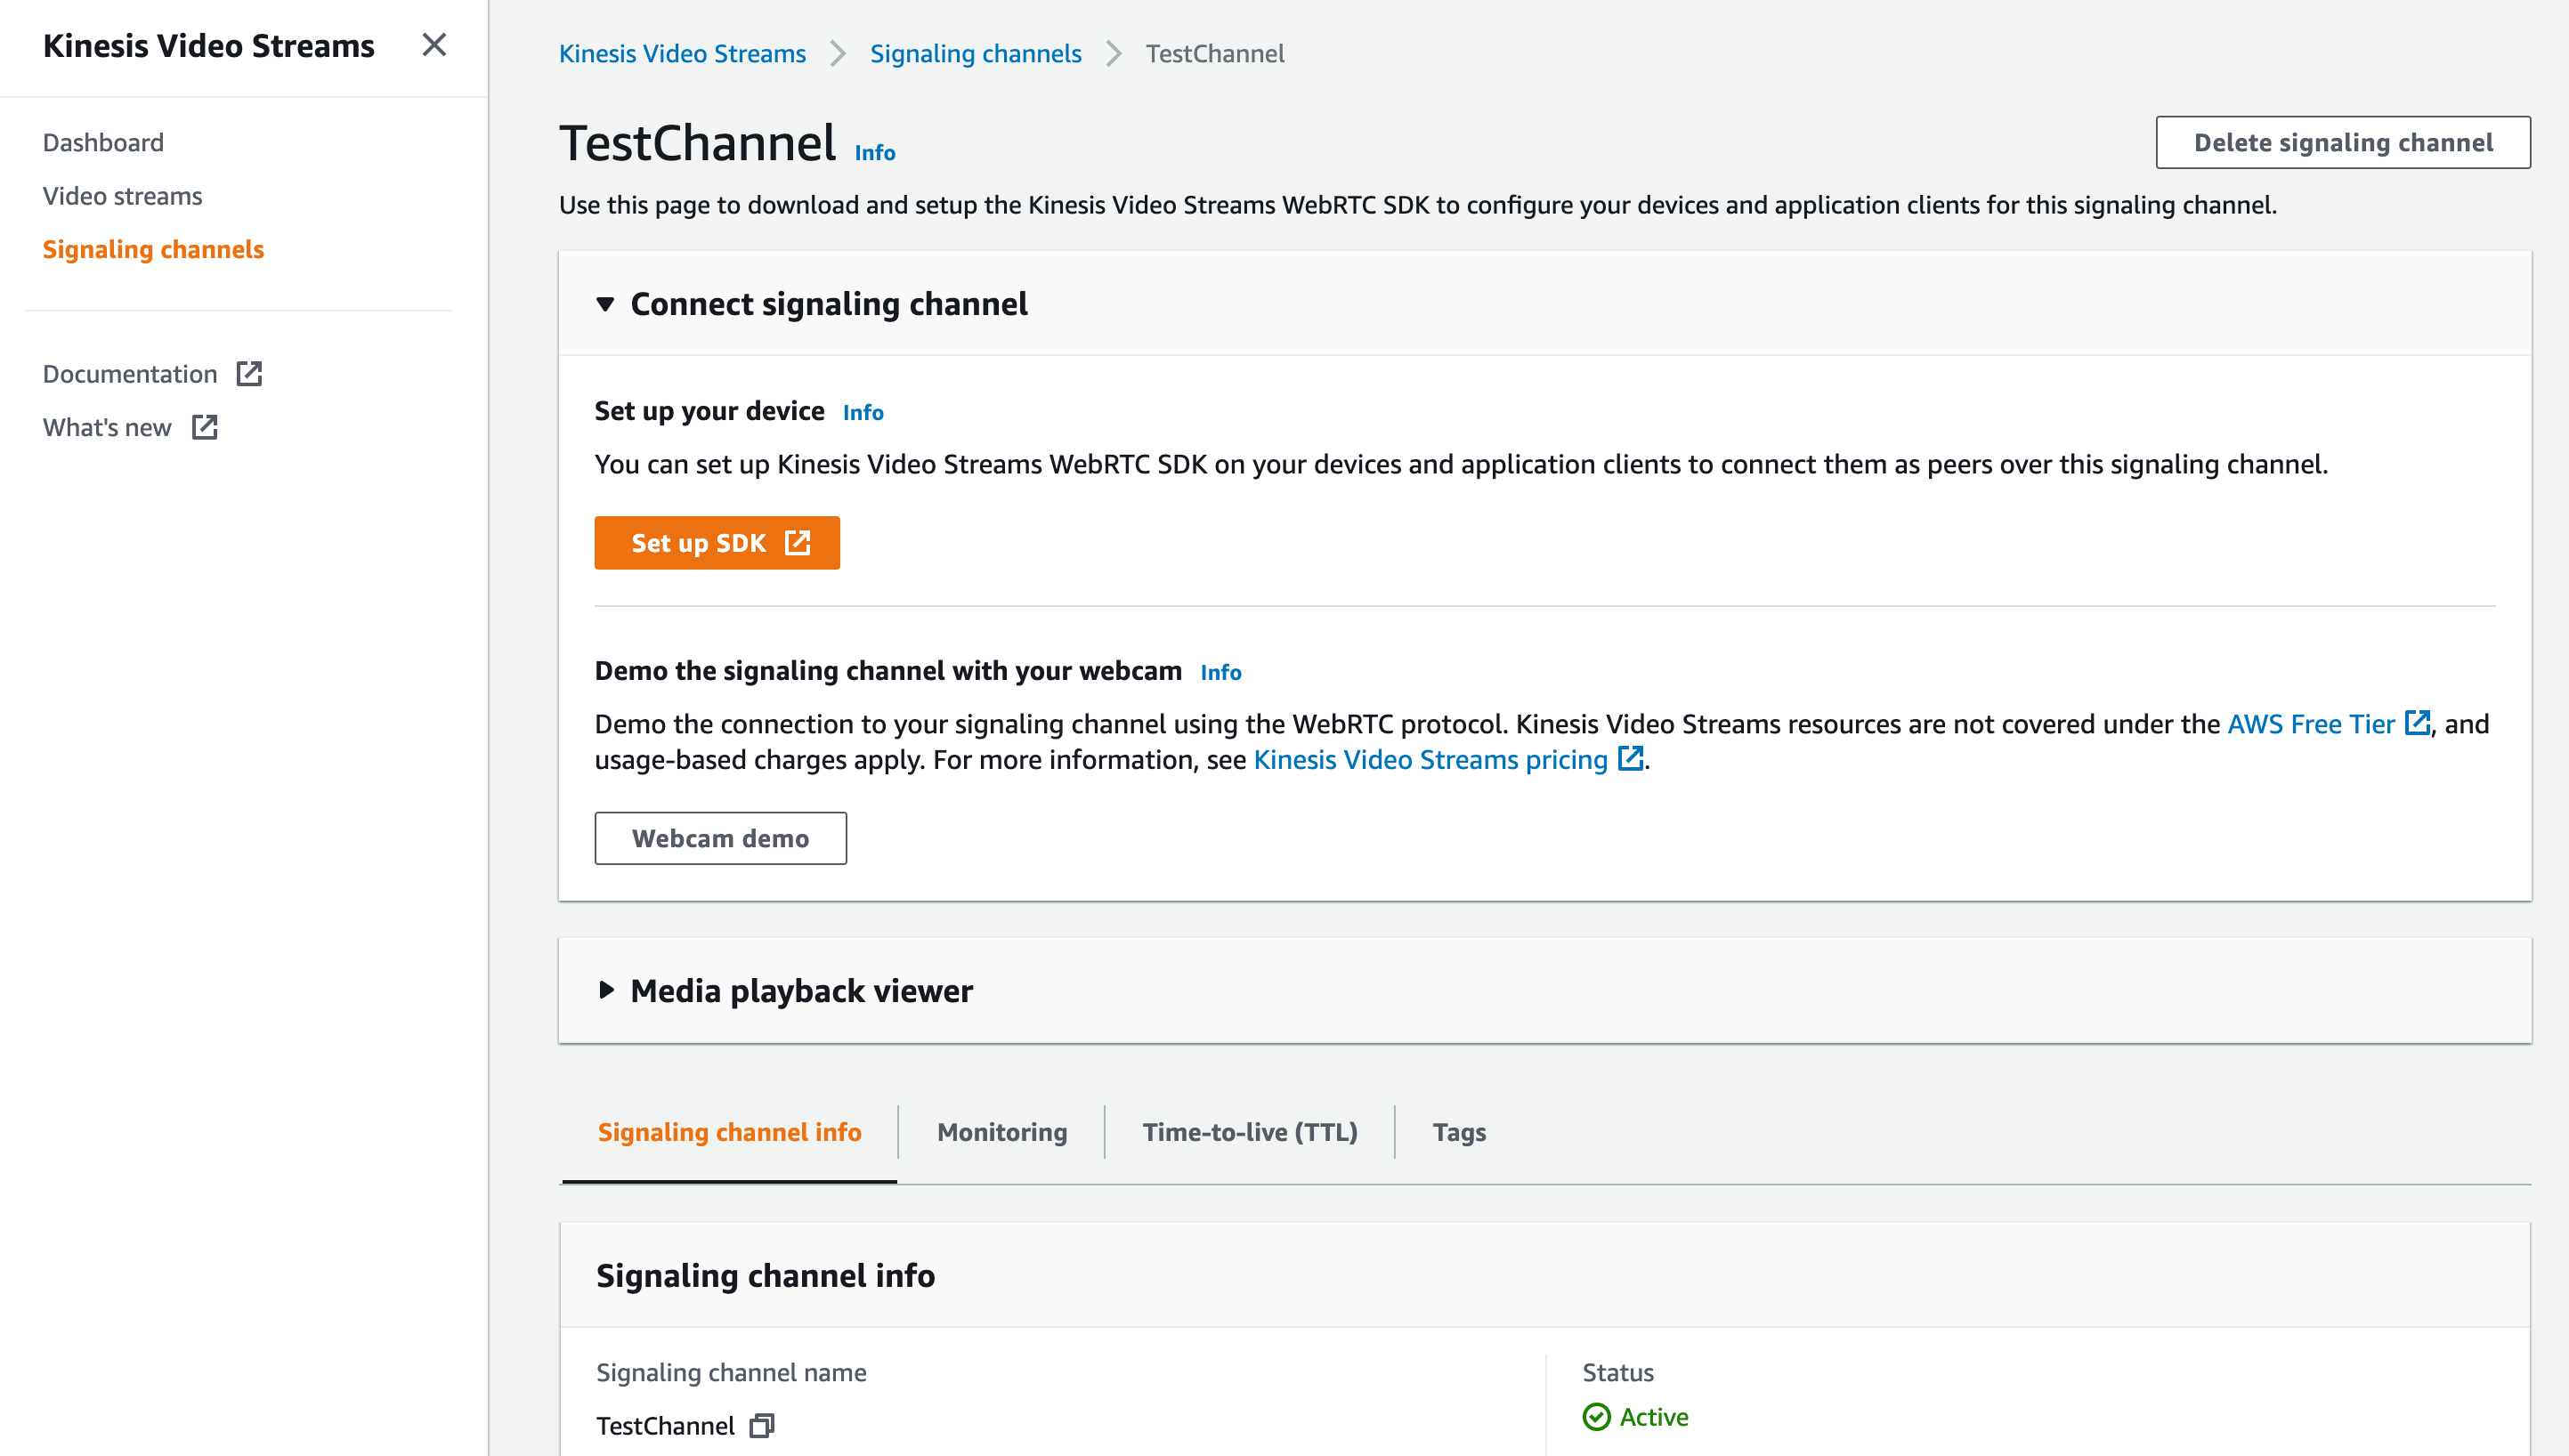 Kinesis Video Streams
Dashboard
Video streams
Signaling channels
Documentation
What's new
Kinesis Video Streams > Signaling channels > TestChannel
TestChannel Info
Delete signaling channel
Use this page to download and setup the Kinesis Video Streams WebRTC SDK to configure your devices and application clients for this signaling channel.
Connect signaling channel
Set up your device Info
You can set up Kinesis Video Streams WebRTC SDK on your devices and application clients to connect them as peers over this signaling channel.
Set up SDK
Demo the signaling channel with your webcam Info
Demo the connection to your signaling channel using the WebRTC protocol. Kinesis Video Streams resources are not covered under the AWS Free Tier, and
usage-based charges apply. For more information, see Kinesis Video Streams pricing.
Webcam demo
Media playback viewer
Signaling channel info
Monitoring
Time-to-live (TTL)
Tags
Signaling channel info
Signaling channel name
TestChannel
Status
Active